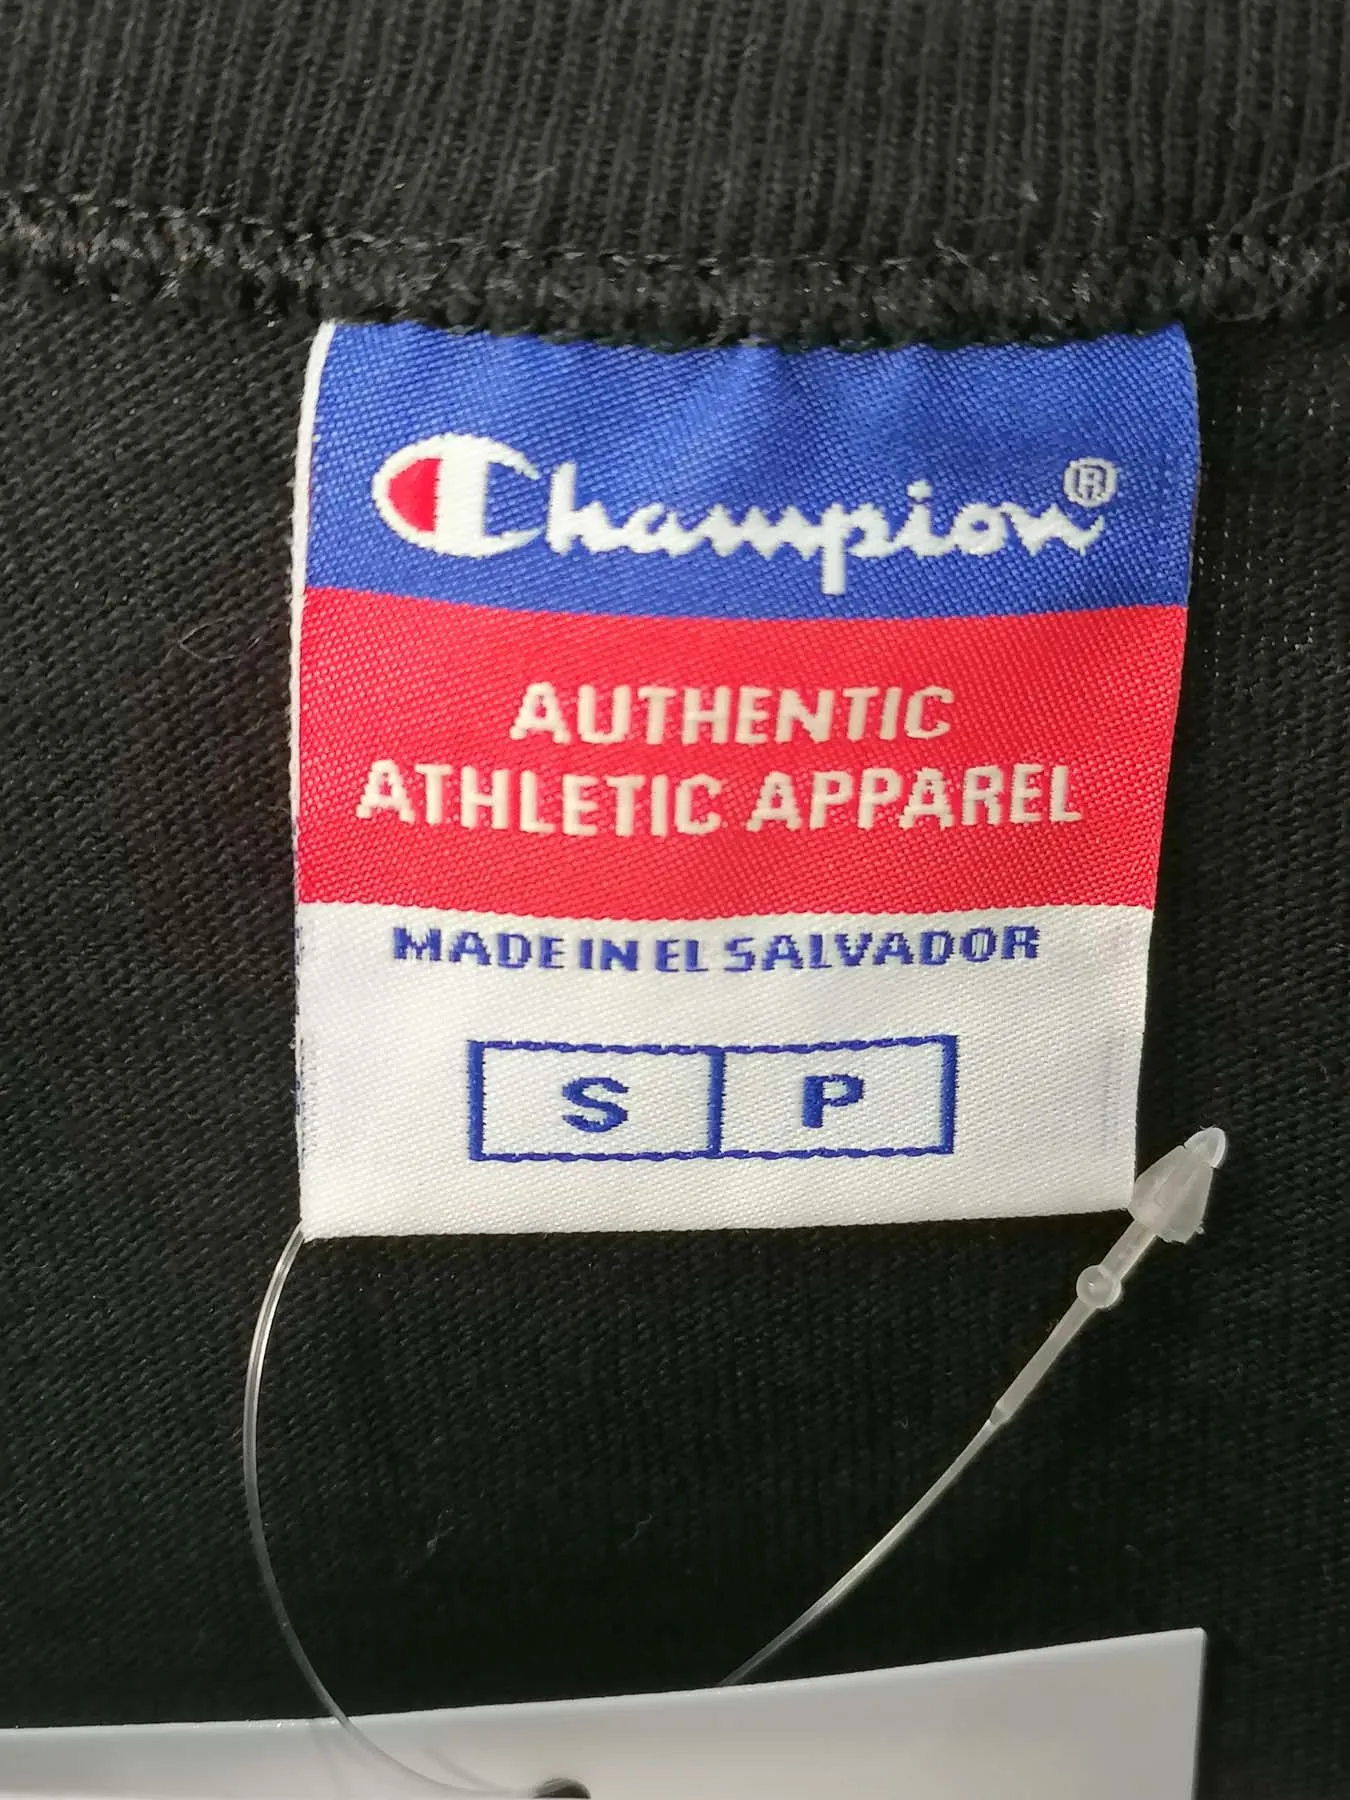 Champion®
AUTHENTIC
ATHLETIC APPAREL
MADE IN EL SALVADOR
S P